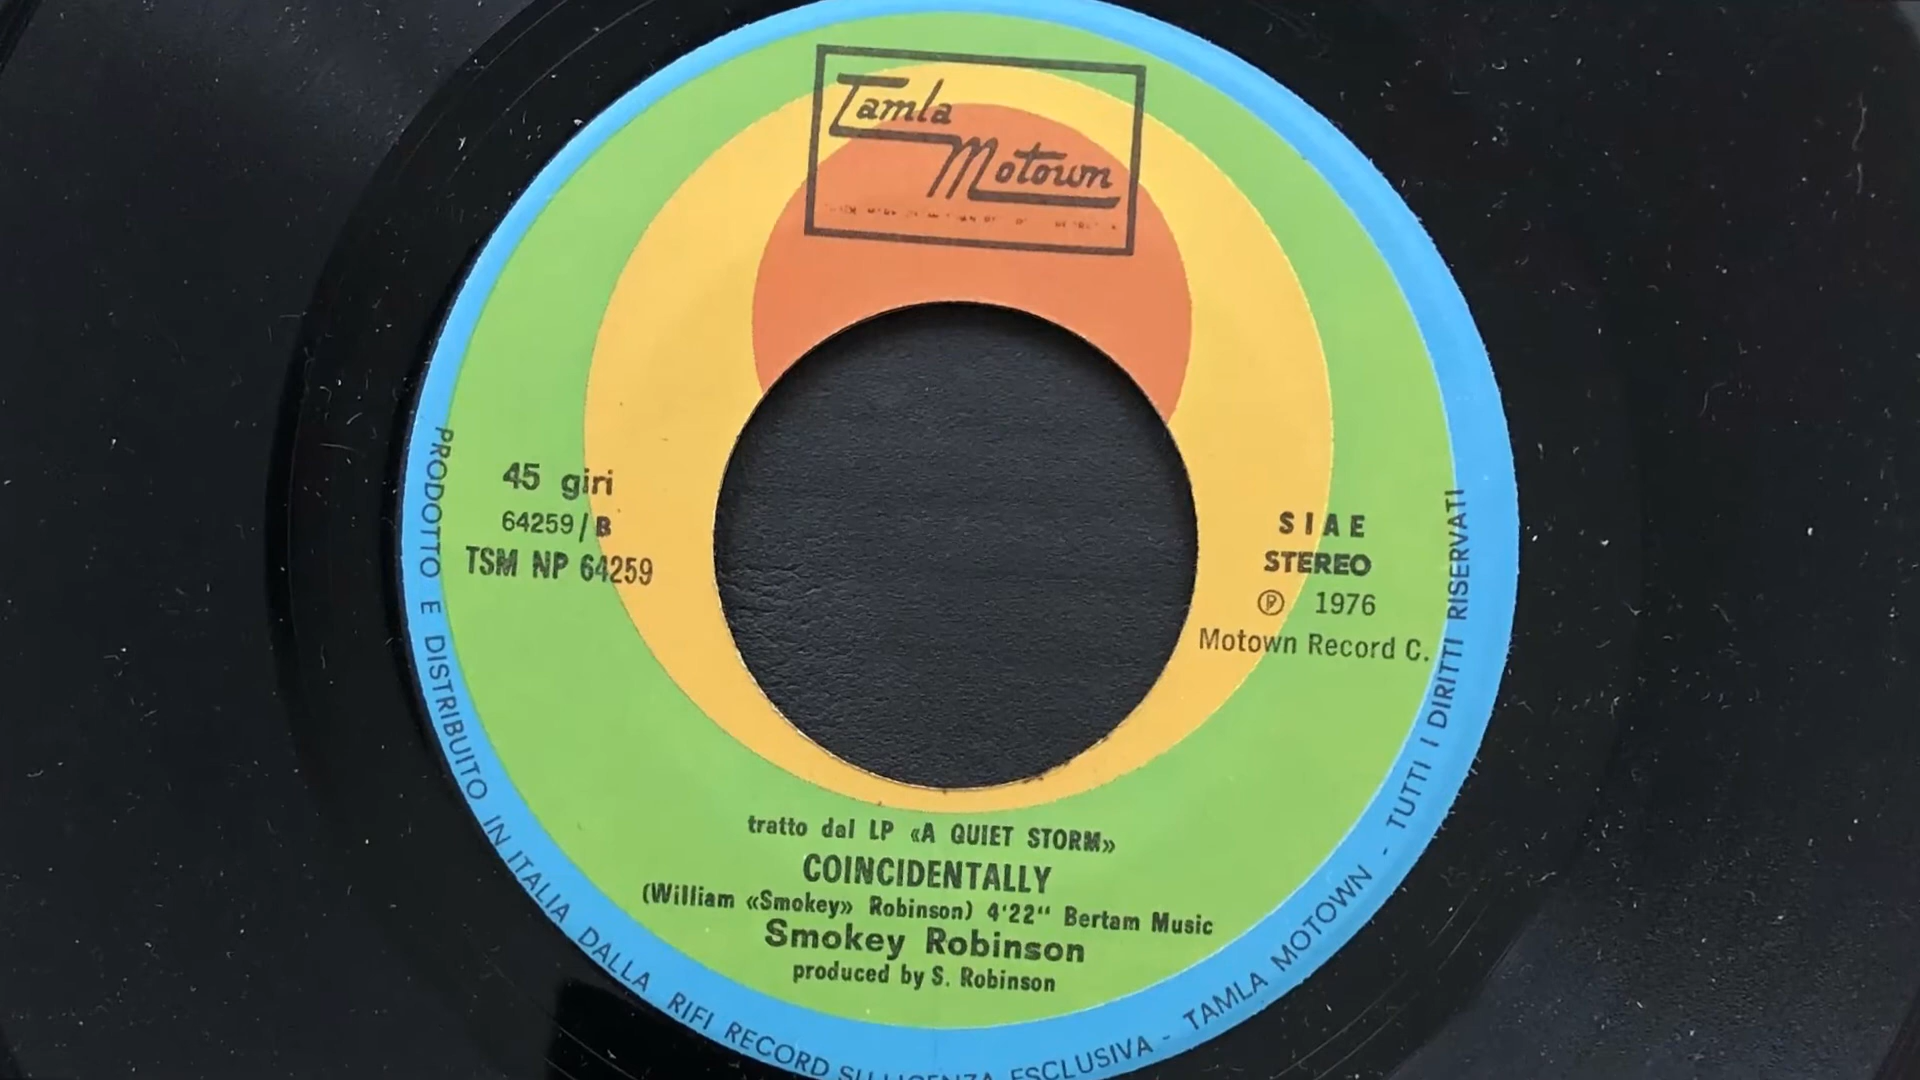 Tamla
Motown
45 giri
64259/B
TSM NP 64259
SIAE
STEREO
Ⓟ 1976
Motown Record C.
tratto dal LP «A QUIET STORM»
COINCIDENTALLY
(William «Smokey» Robinson) 4'22" Bertam Music
Smokey Robinson
produced by S. Robinson
PRODOTTO E DISTRIBUITO IN ITALIA DALLA RIFI RECORD SU LICENZA ESCLUSIVA - TAMLA MOTOWN - TUTTI I DIRITTI RISERVATI